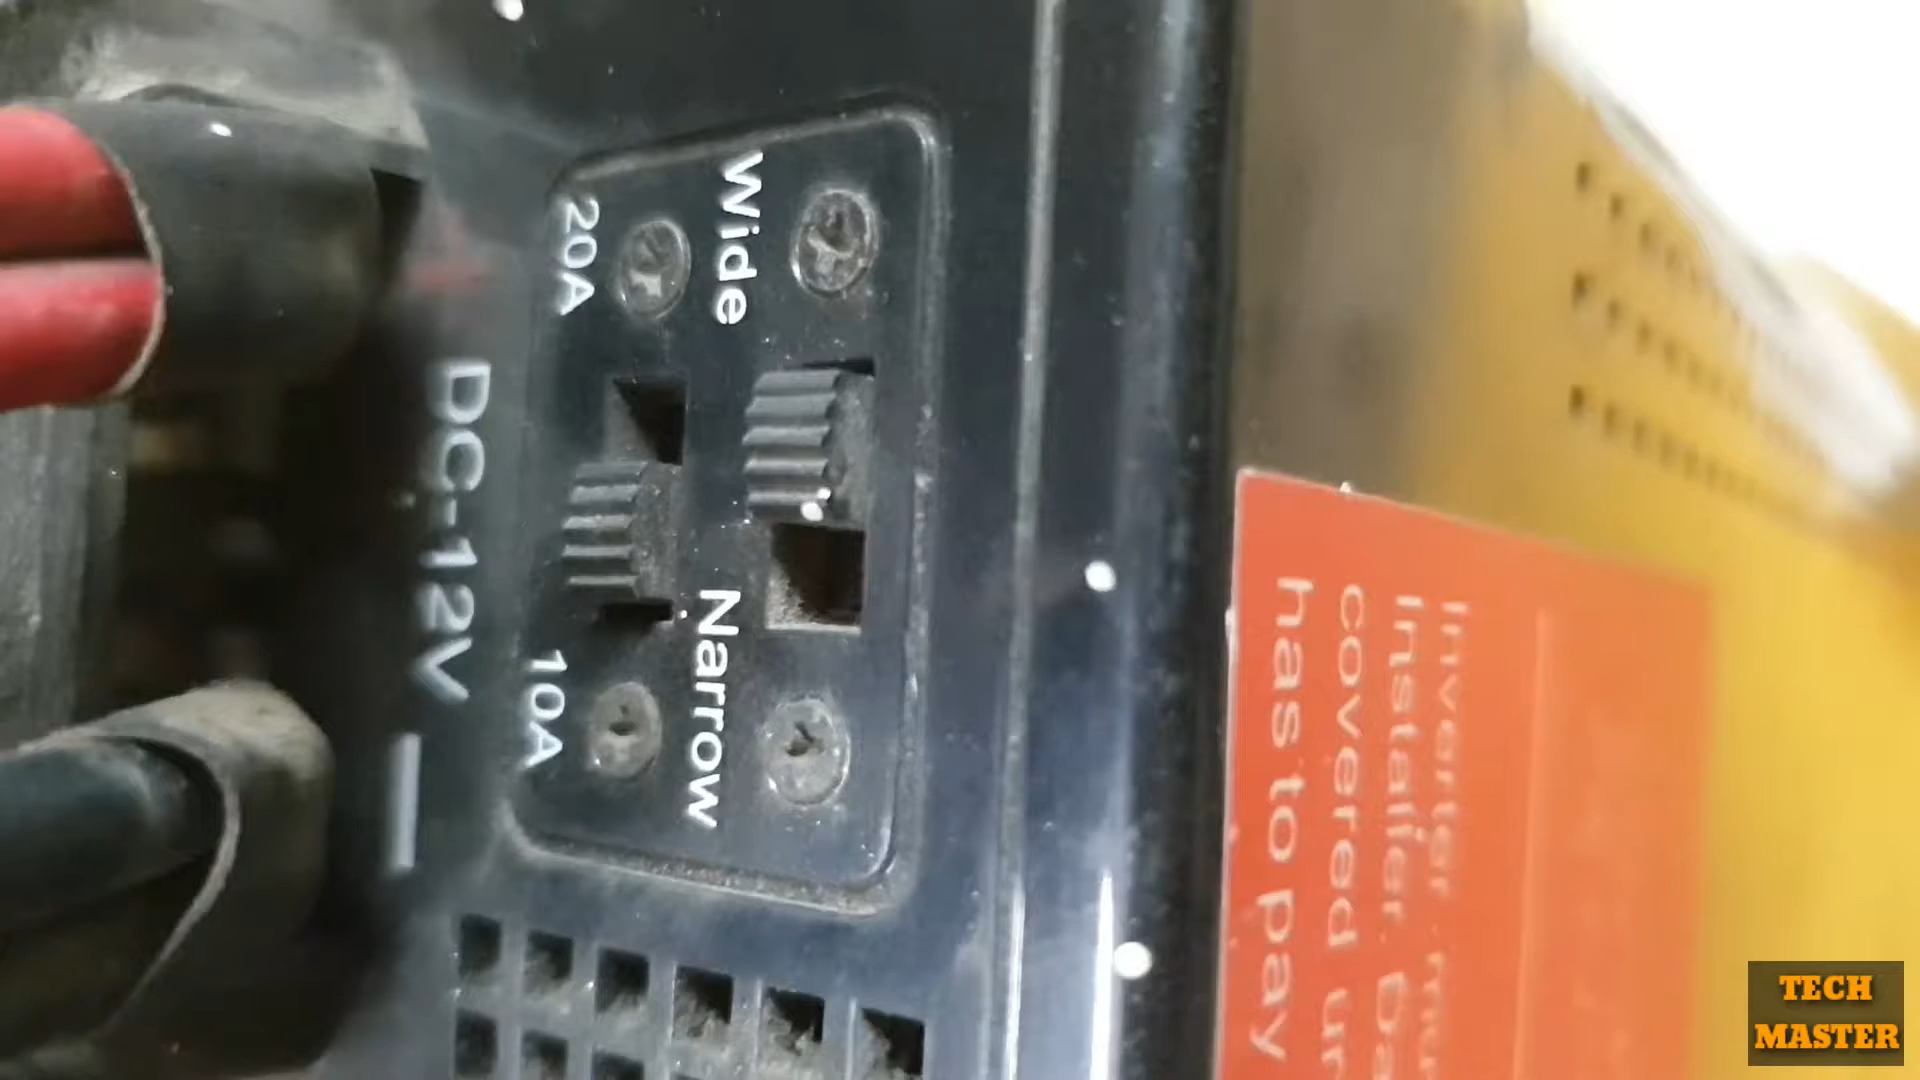 Wide
Narrow
20A
10A
DC-12V
Inverter
Installer.
covered
has to pay
TECH
MASTER